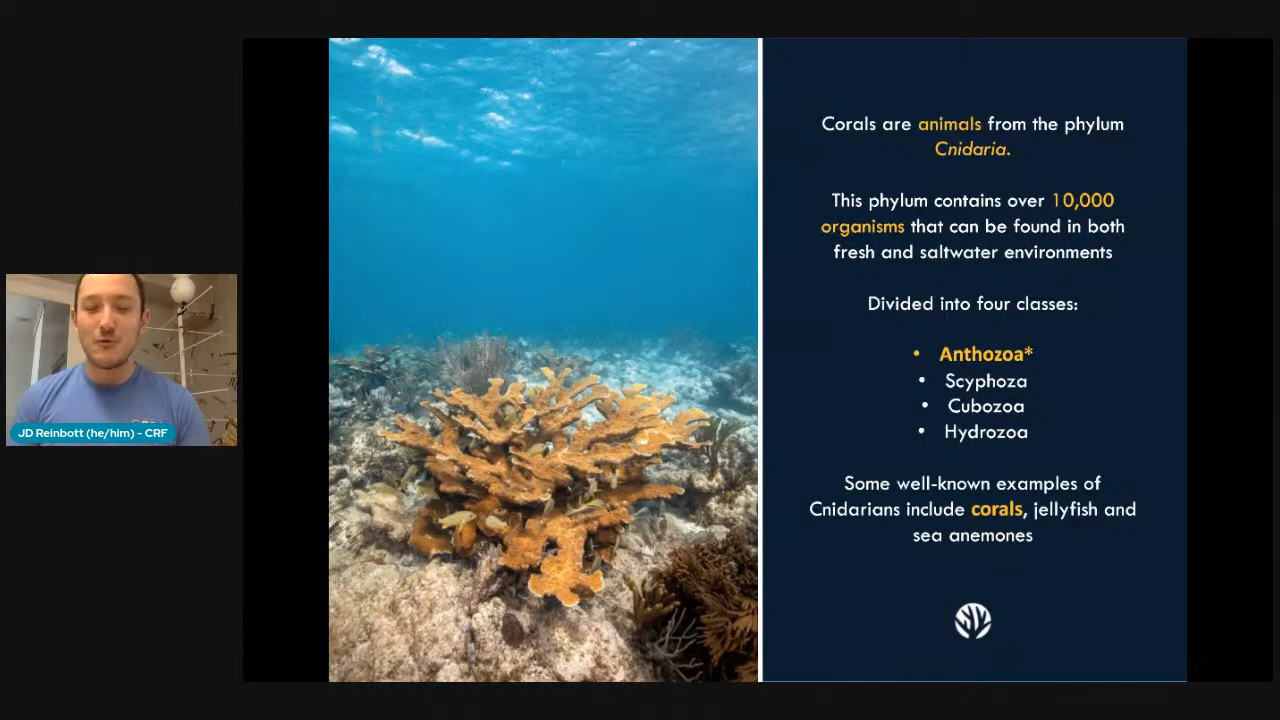 Corals are animals from the phylum
Cnidaria.
This phylum contains over 10,000
organisms that can be found in both
fresh and saltwater environments
Divided into four classes:
• Anthozoa*
• Scyphoza
• Cubozoa
• Hydrozoa
Some well-known examples of
Cnidarians include corals, jellyfish and
sea anemones
JD Reinbott (he/him) - CRF